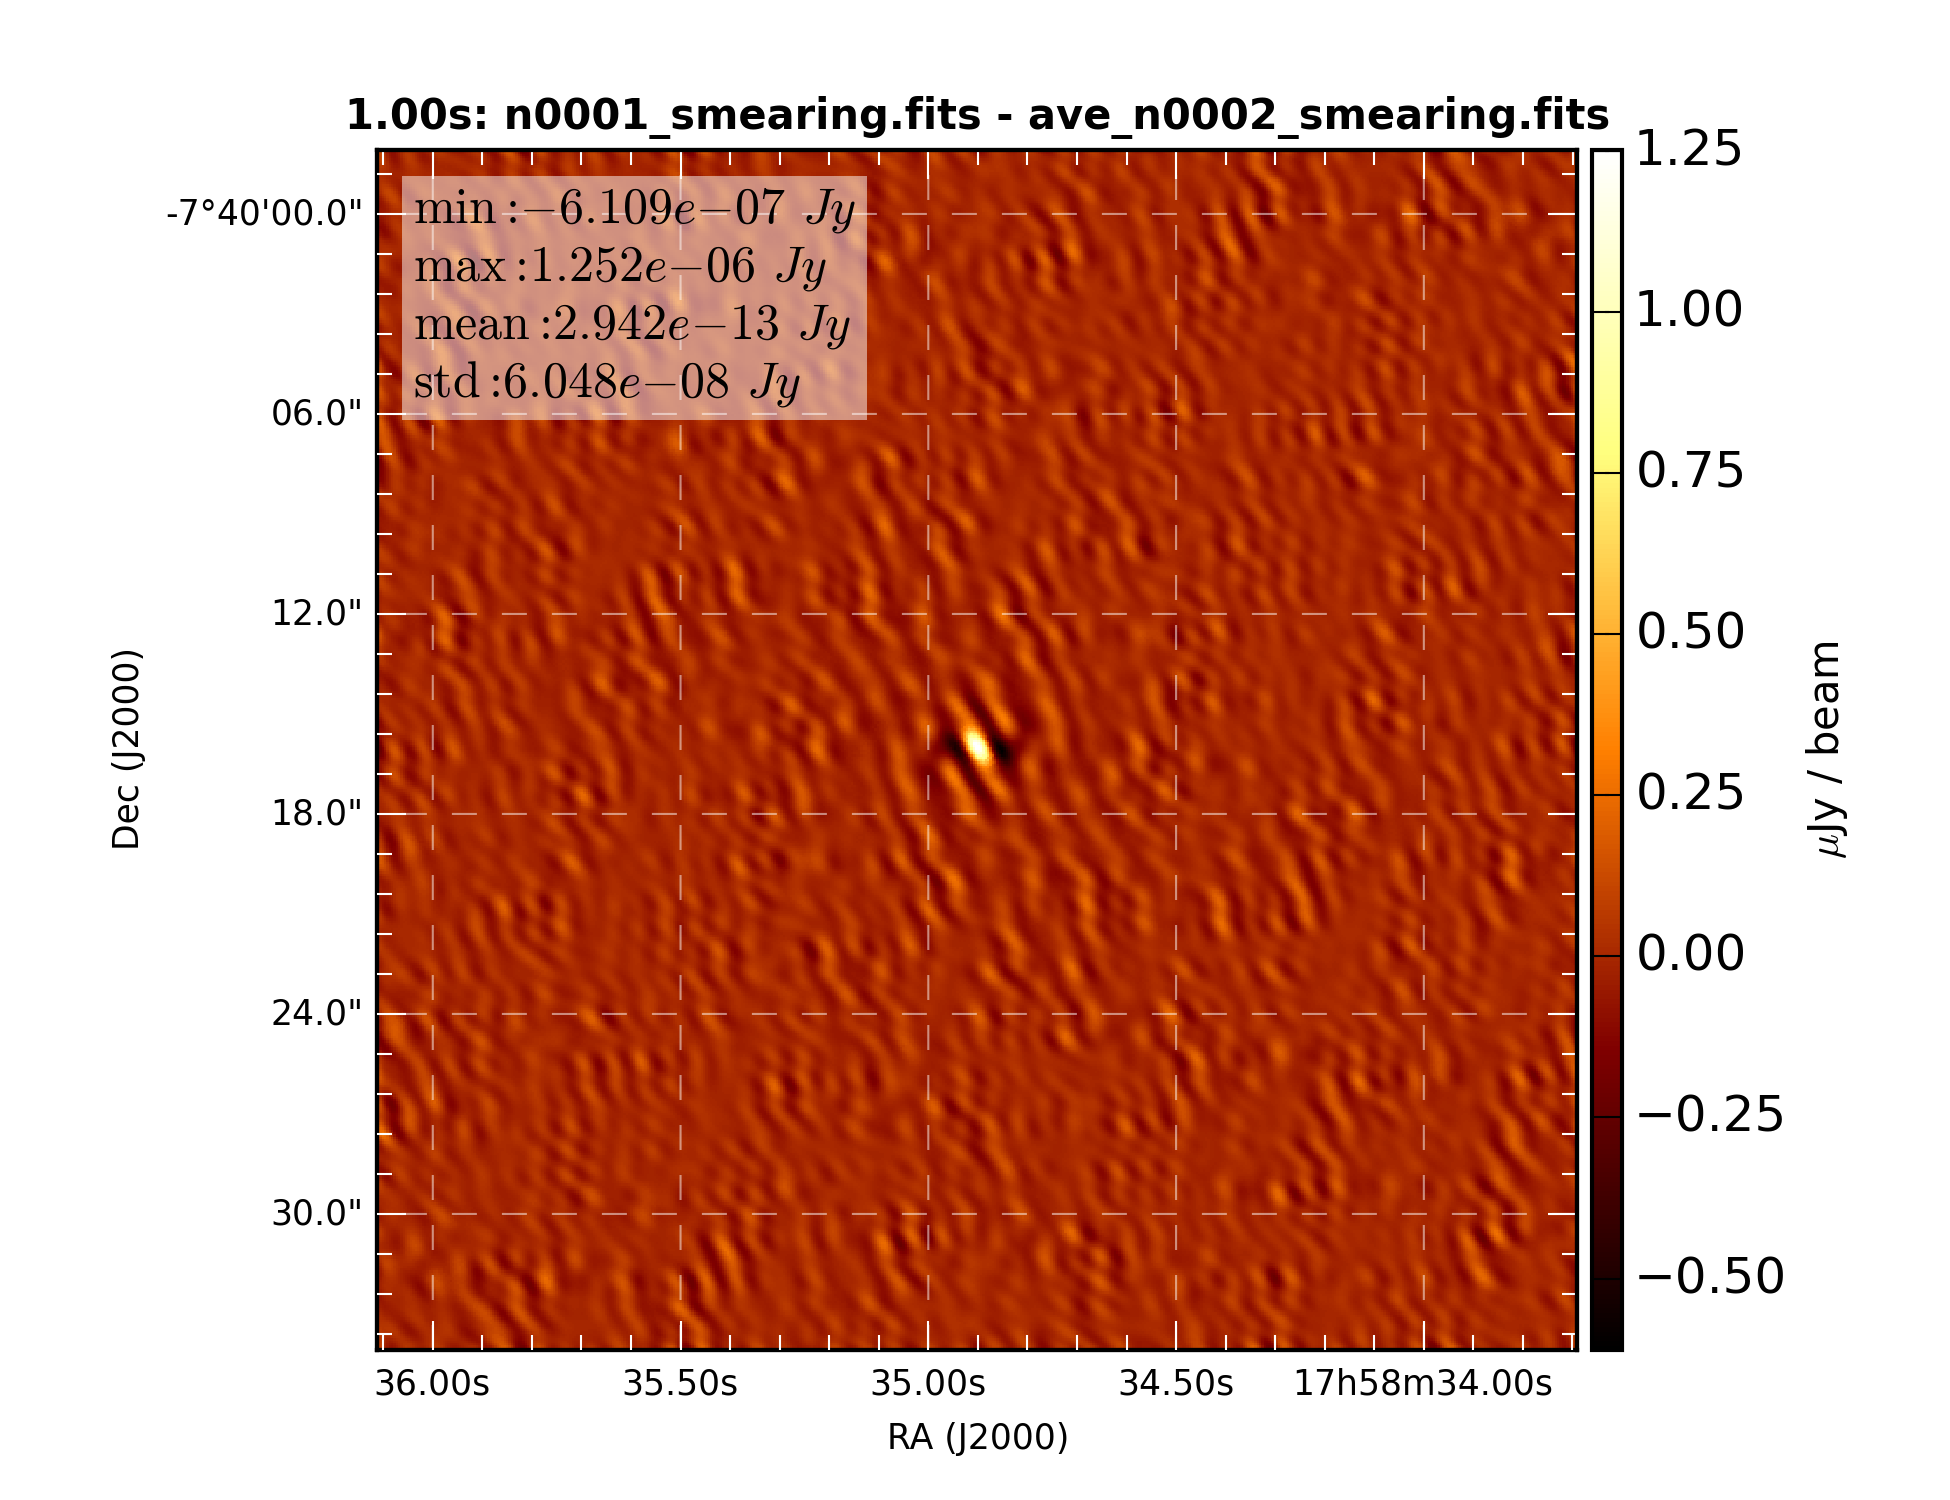 1.00s: n0001_smearing.fits - ave_n0002_smearing.fits
min :−6.109e−07 Jy
max :1.252e−06 Jy
mean :2.942e−13 Jy
std :6.048e−08 Jy
-7°40'00.0"
06.0"
12.0"
18.0"
24.0"
30.0"
Dec (J2000)
36.00s
35.50s
35.00s
34.50s
17h58m34.00s
RA (J2000)
1.25
1.00
0.75
0.50
0.25
0.00
−0.25
−0.50
μJy / beam